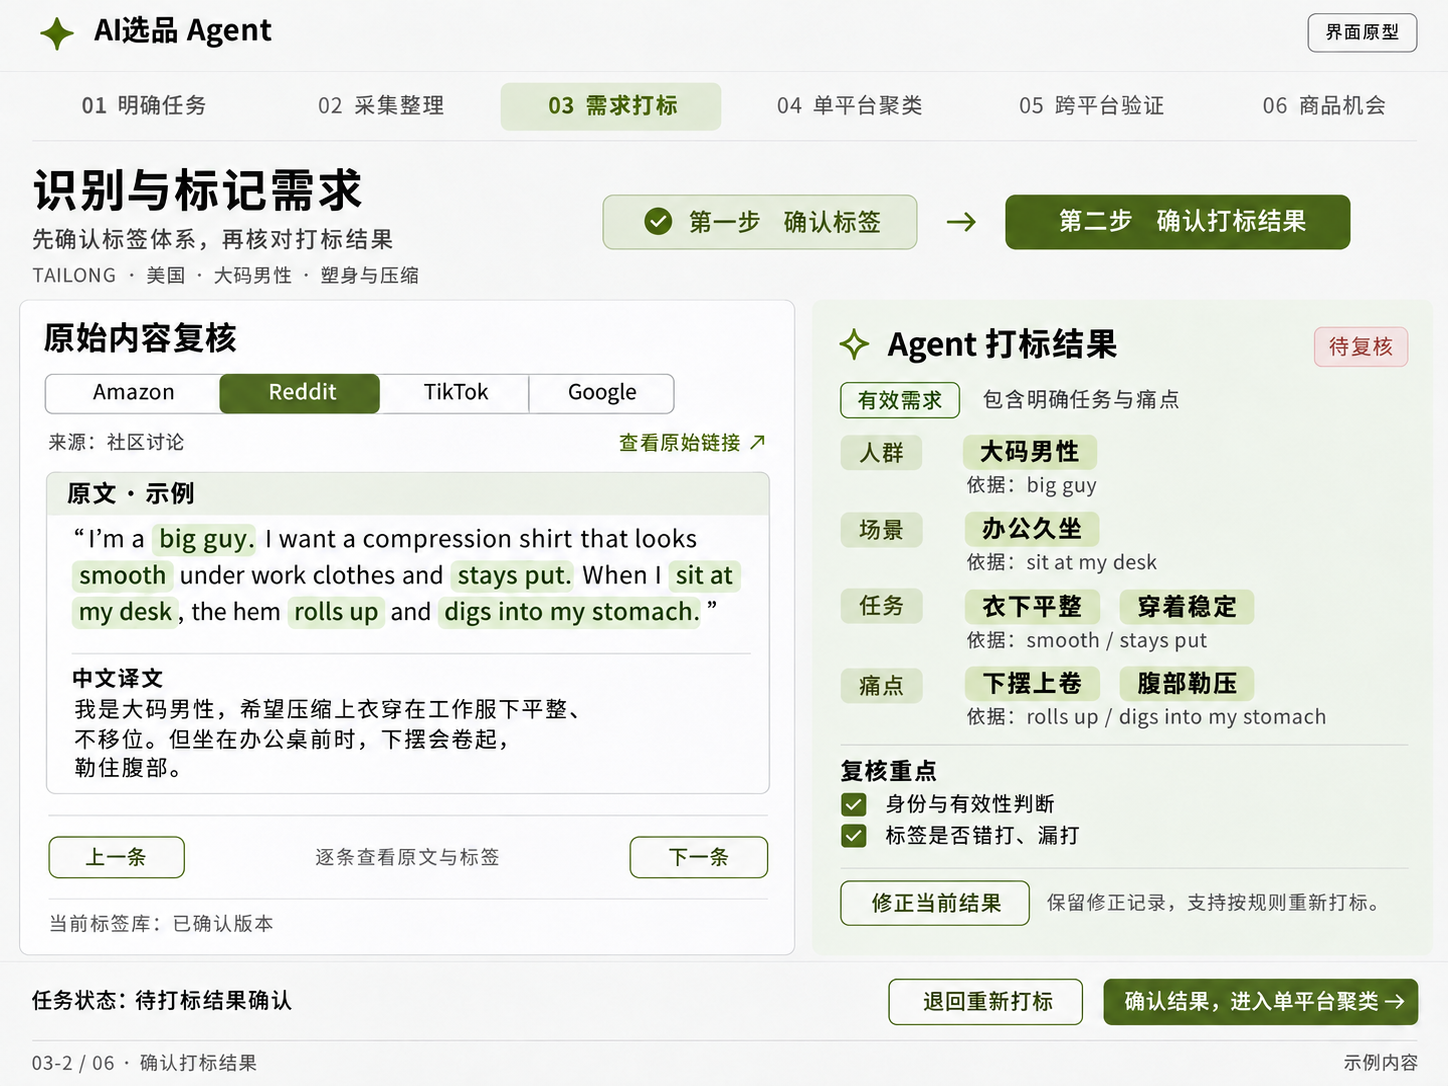 AI选品 Agent
界面原型
01 明确任务
02 采集整理
03 需求打标
04 单平台聚类
05 跨平台验证
06 商品机会
识别与标记需求
先确认标签体系，再核对打标结果
TAILONG · 美国 · 大码男性 · 塑身与压缩
第一步 确认标签
→
第二步 确认打标结果
原始内容复核
Amazon
Reddit
TikTok
Google
来源：社区讨论
查看原始链接 ↗
原文 · 示例
“I’m a big guy. I want a compression shirt that looks
smooth under work clothes and stays put. When I sit at
my desk, the hem rolls up and digs into my stomach.”
中文译文
我是大码男性，希望压缩上衣穿在工作服下平整、
不移位。但坐在办公桌前时，下摆会卷起，
勒住腹部。
上一条
逐条查看原文与标签
下一条
当前标签库：已确认版本
Agent 打标结果
待复核
有效需求
包含明确任务与痛点
人群
大码男性
依据：big guy
场景
办公久坐
依据：sit at my desk
任务
衣下平整 穿着稳定
依据：smooth / stays put
痛点
下摆上卷 腹部勒压
依据：rolls up / digs into my stomach
复核重点
身份与有效性判断
标签是否错打、漏打
修正当前结果
保留修正记录，支持按规则重新打标。
任务状态：待打标结果确认
退回重新打标
确认结果，进入单平台聚类 →
03-2 / 06 · 确认打标结果
示例内容